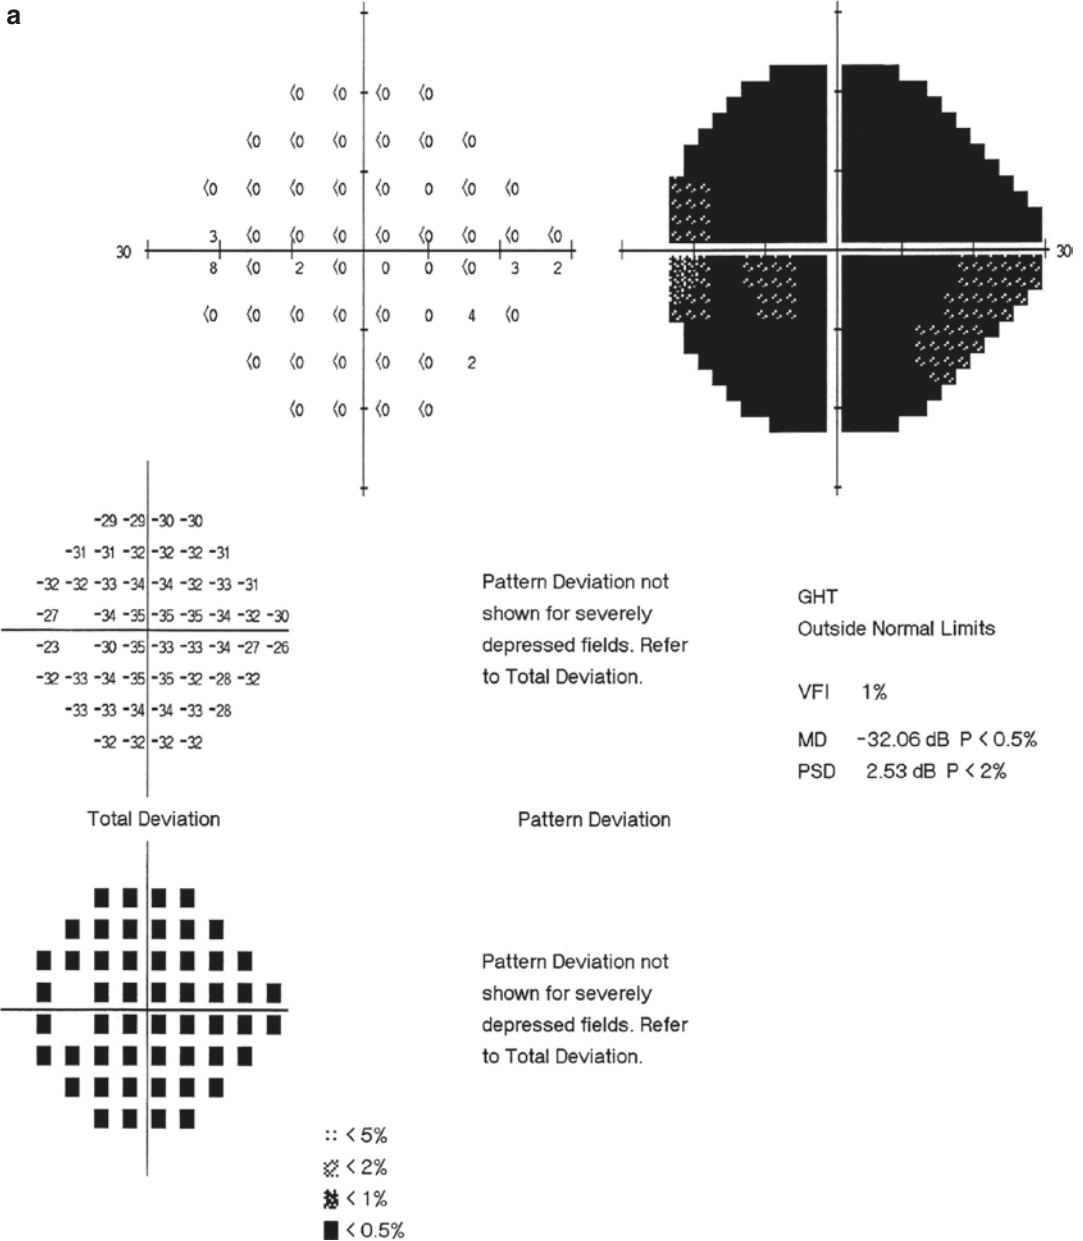 a
<0 <0 <0 <0
<0 <0 <0 <0 <0 <0
<0 <0 <0 <0 <0 0 <0 <0
3 <0 <0 <0 <0 <0 <0 <0 <0
30
30
8 <0 2 <0 0 0 <0 3 2
<0 <0 <0 <0 <0 0 4 <0
<0 <0 <0 <0 <0 2
<0 <0 <0 <0
-29 -29 -30 -30
-31 -31 -32 -32 -32 -31
-32 -32 -33 -34 -34 -32 -33 -31
-27 -34 -35 -35 -35 -34 -32 -30
-23 -30 -35 -33 -33 -34 -27 -26
-32 -33 -34 -35 -35 -32 -28 -32
-33 -33 -34 -34 -33 -28
-32 -32 -32 -32
Total Deviation
Pattern Deviation not
shown for severely
depressed fields. Refer
to Total Deviation.
Pattern Deviation
GHT
Outside Normal Limits
VFI 1%
MD -32.06 dB P < 0.5%
PSD 2.53 dB P < 2%
Pattern Deviation not
shown for severely
depressed fields. Refer
to Total Deviation.
:: < 5%
< 2%
< 1%
< 0.5%